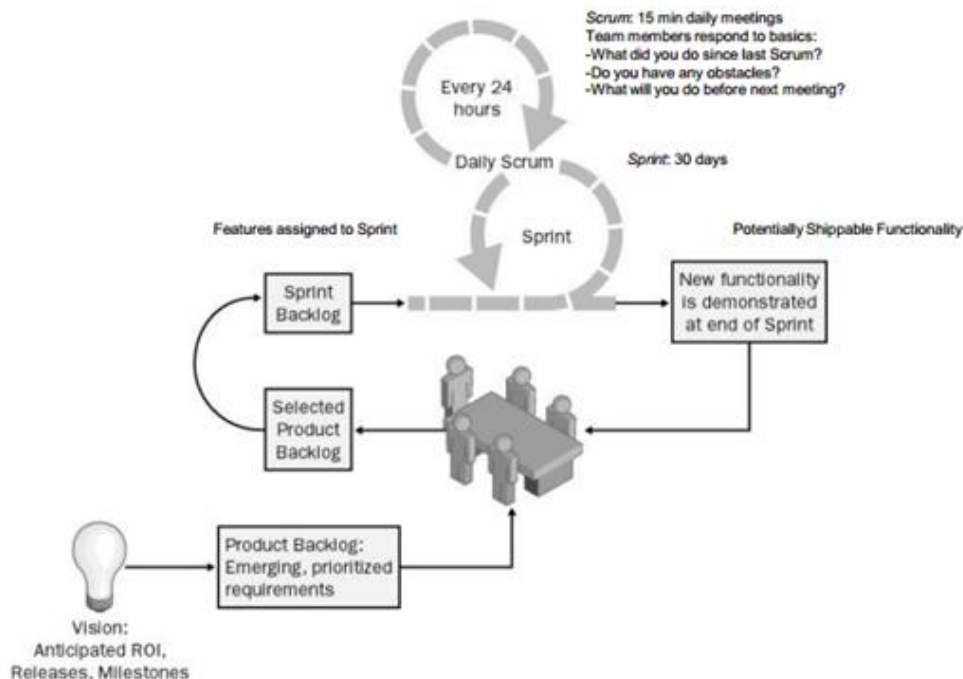 Scrum: 15 min daily meetings
Team members respond to basics:
-What did you do since last Scrum?
-Do you have any obstacles?
-What will you do before next meeting?
Every 24
hours
Daily Scrum
Sprint: 30 days
Features assigned to Sprint
Sprint
Potentially Shippable Functionality
Sprint
Backlog
New functionality
is demonstrated
at end of Sprint
Selected
Product
Backlog
Product Backlog:
Emerging, prioritized
requirements
Vision:
Anticipated ROI,
Releases, Milestones